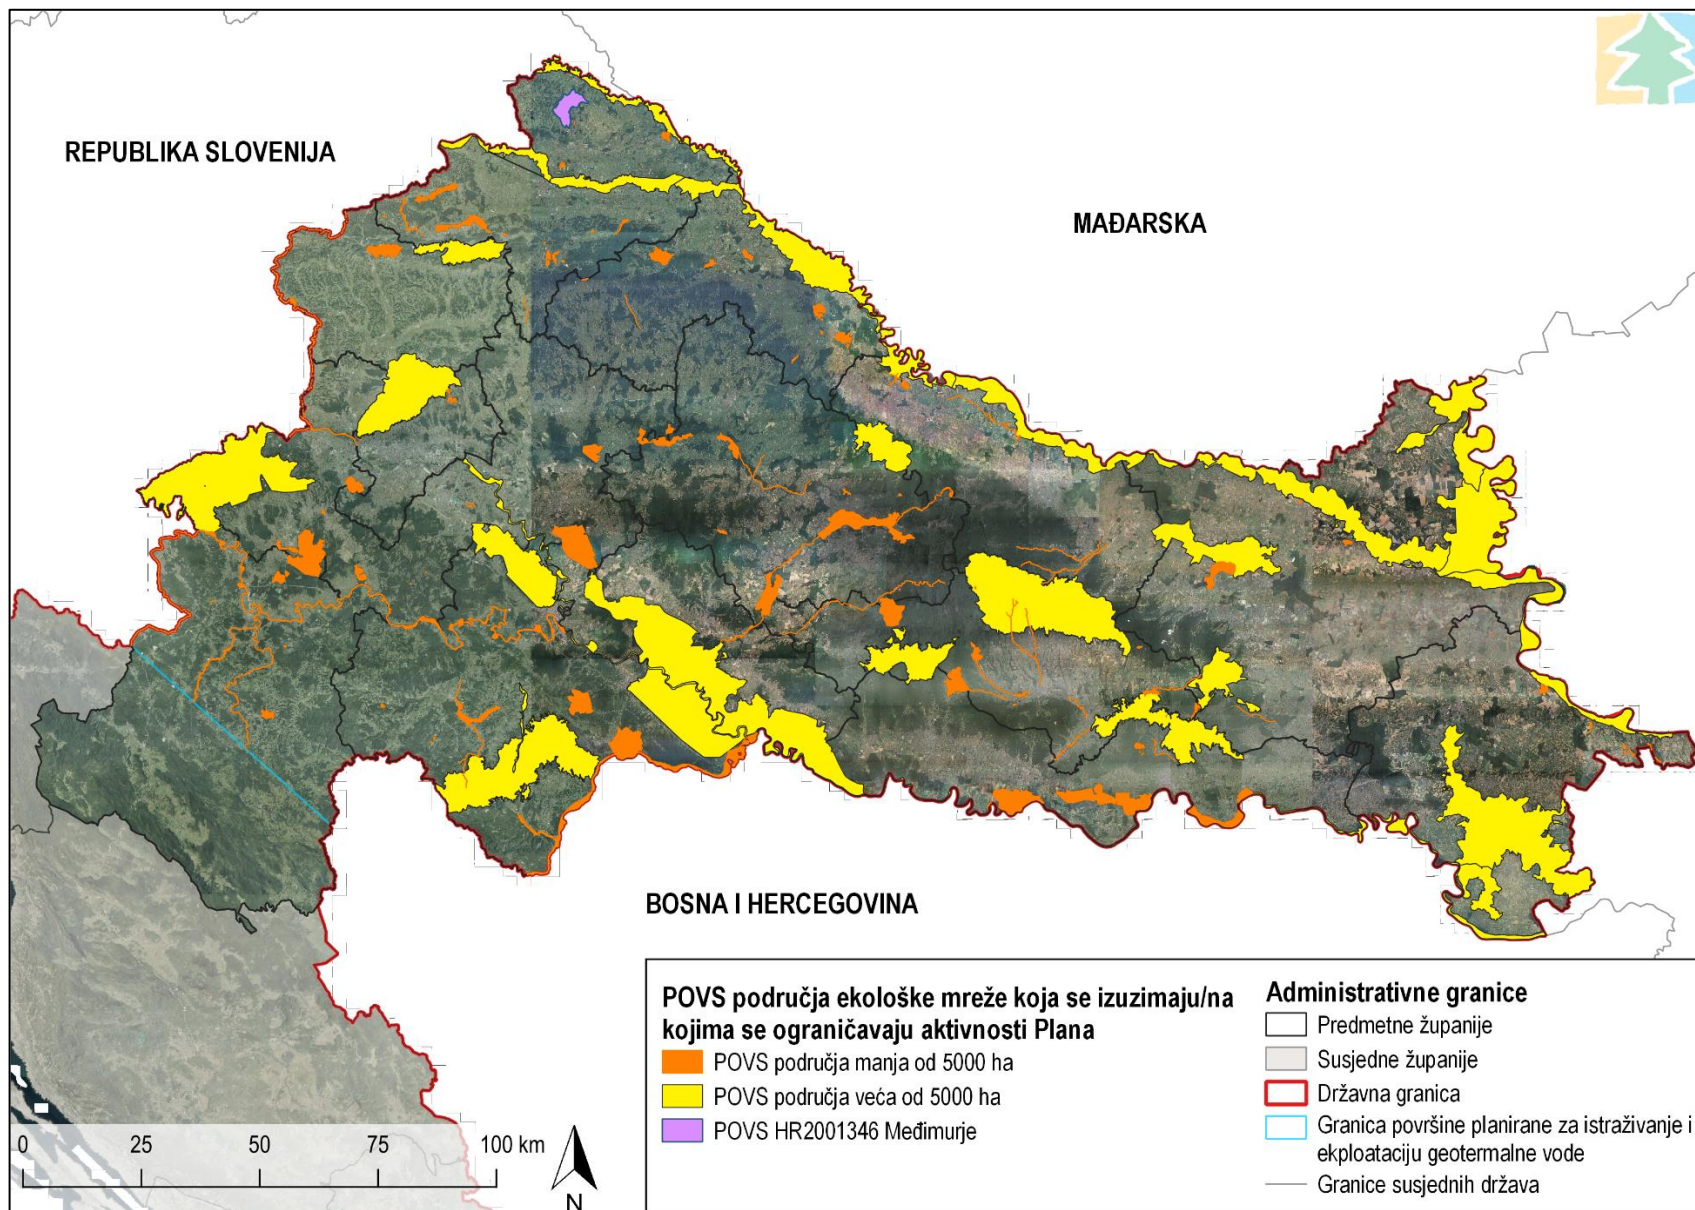 REPUBLIKA SLOVENIJA
MAĐARSKA
BOSNA I HERCEGOVINA
POVS područja ekološke mreže koja se izuzimaju/na
kojima se ograničavaju aktivnosti Plana
POVS područja manja od 5000 ha
POVS područja veća od 5000 ha
POVS HR2001346 Međimurje
Administrativne granice
Predmetne županije
Susjedne županije
Državna granica
Granica površine planirane za istraživanje i
ekploataciju geotermalne vode
Granice susjednih država
0 25 50 75 100 km
N